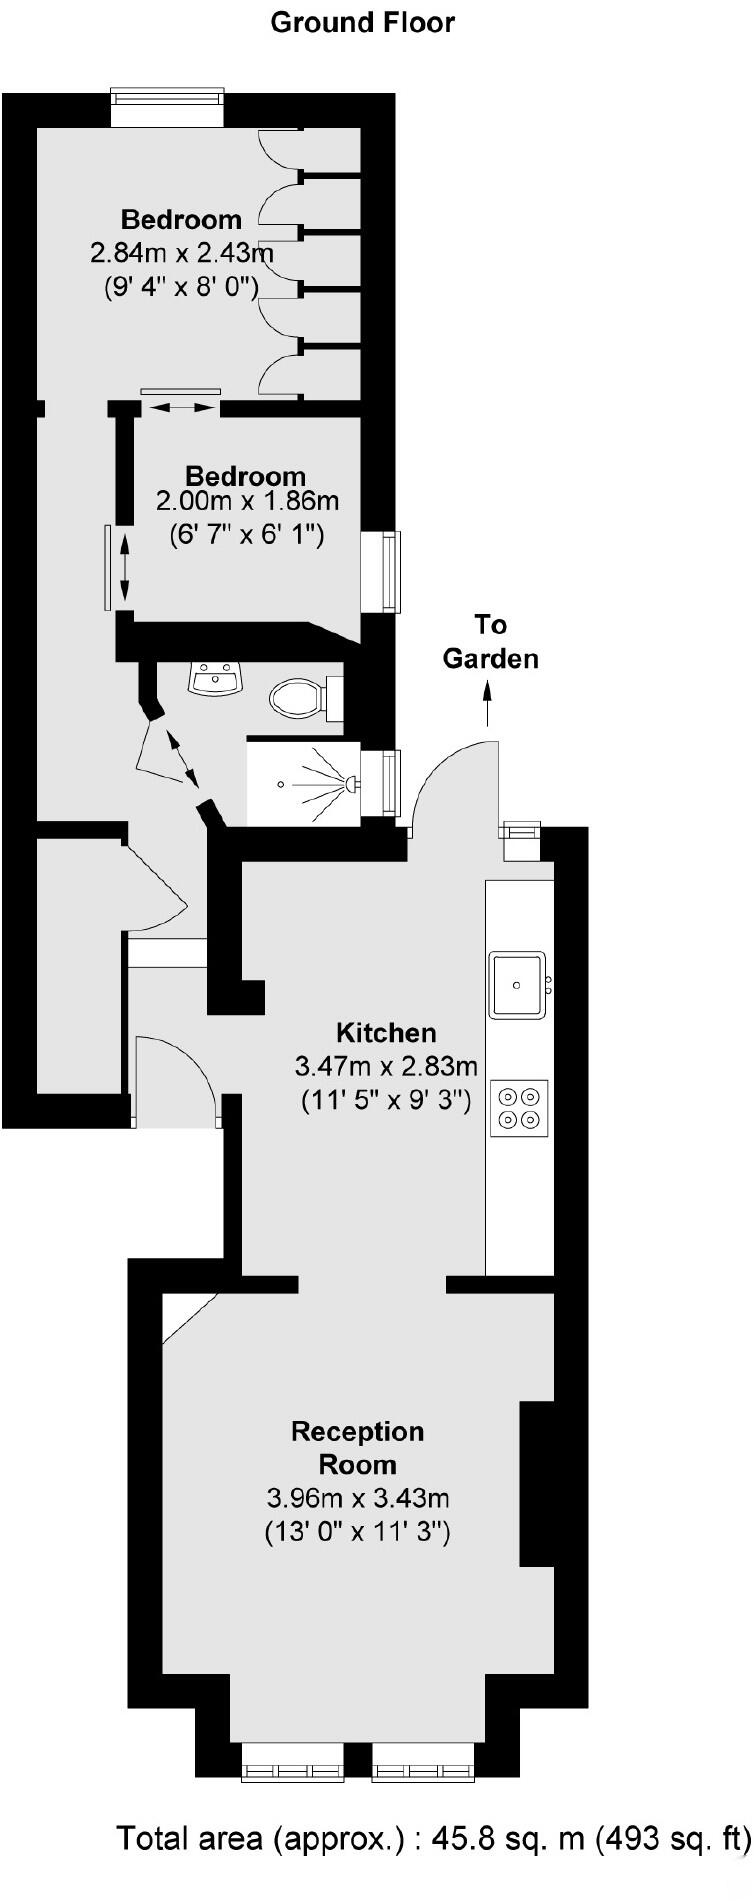 Ground Floor
Bedroom
2.84m x 2.43m
(9' 4" x 8' 0")
Bedroom
2.00m x 1.86m
(6' 7" x 6' 1")
To
Garden
Kitchen
3.47m x 2.83m
(11' 5" x 9' 3")
Reception
Room
3.96m x 3.43m
(13' 0" x 11' 3")
Total area (approx.) : 45.8 sq. m (493 sq. ft)